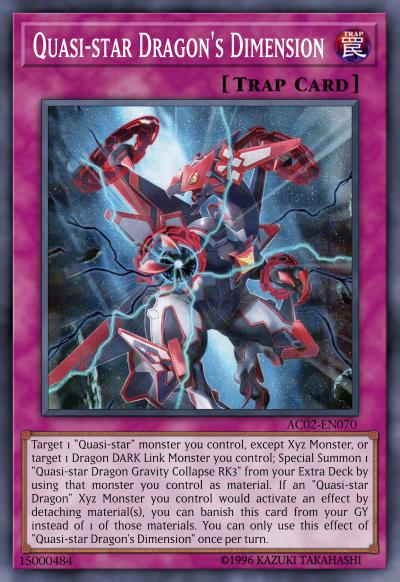 Quasi-star Dragon's Dimension
TRAP
罠
[Trap Card]
AC02-EN070
Target 1 "Quasi-star" monster you control, except Xyz Monster, or
target 1 Dragon DARK Link Monster you control; Special Summon 1
"Quasi-star Dragon Gravity Collapse RK3" from your Extra Deck by
using that monster you control as material. If an "Quasi-star
Dragon" Xyz Monster you control would activate an effect by
detaching material(s), you can banish this card from your GY
instead of 1 of those materials. You can only use this effect of
"Quasi-star Dragon's Dimension" once per turn.
15000484
©1996 KAZUKI TAKAHASHI